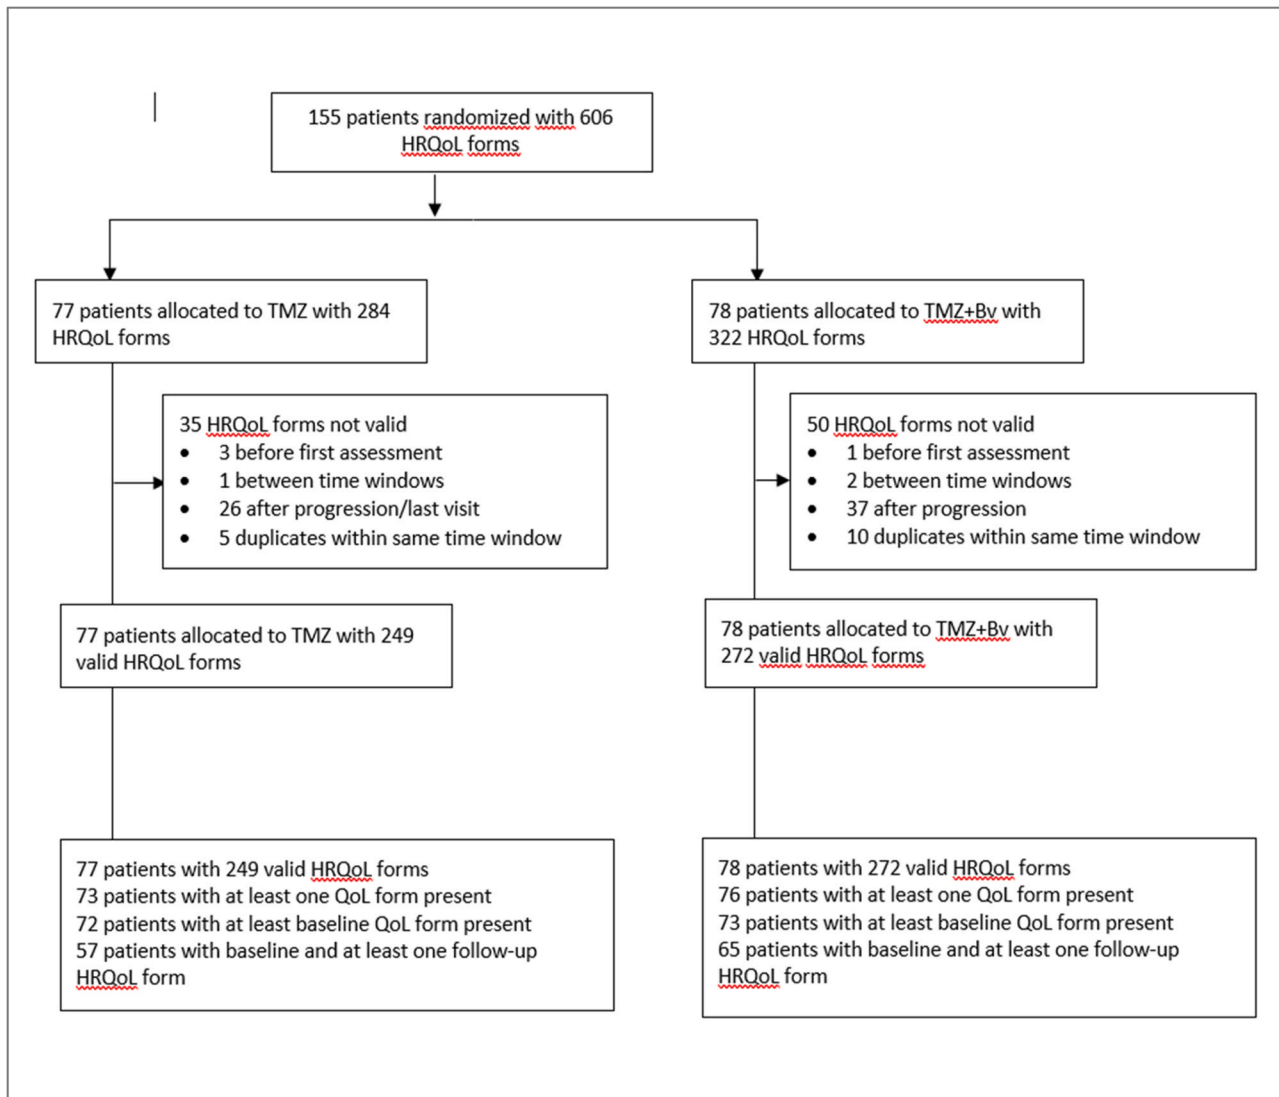 155 patients randomized with 606
HRQoL forms
77 patients allocated to TMZ with 284
HRQoL forms
78 patients allocated to TMZ+Bv with
322 HRQoL forms
35 HRQoL forms not valid
• 3 before first assessment
• 1 between time windows
• 26 after progression/last visit
• 5 duplicates within same time window
50 HRQoL forms not valid
• 1 before first assessment
• 2 between time windows
• 37 after progression
• 10 duplicates within same time window
77 patients allocated to TMZ with 249
valid HRQoL forms
78 patients allocated to TMZ+Bv with
272 valid HRQoL forms
77 patients with 249 valid HRQoL forms
73 patients with at least one QoL form present
72 patients with at least baseline QoL form present
57 patients with baseline and at least one follow-up
HRQoL form
78 patients with 272 valid HRQoL forms
76 patients with at least one QoL form present
73 patients with at least baseline QoL form present
65 patients with baseline and at least one follow-up
HRQoL form